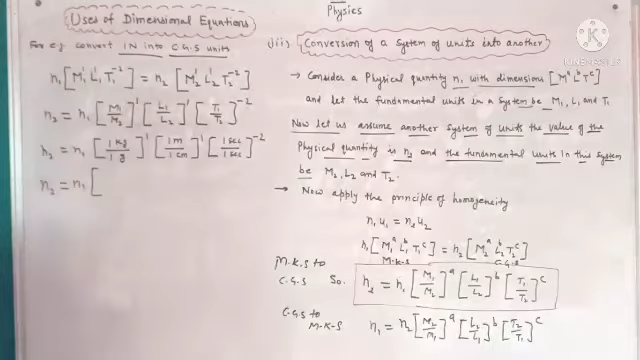 Physics
Uses of Dimensional Equations
For e.g convert 1N into C.G.S units
n₁[M₁¹ L₁¹ T₁⁻²] = n₂ [M₂¹ L₂¹ T₂⁻²]
n₂ = n₁ [M₁/M₂]¹ [L₁/L₂]¹ [T₁/T₂]⁻²
n₂ = n₁ [1 kg/1 g]¹ [1 m/1 cm]¹ [1 sec/1 sec]⁻²
n₂ = n₁ [
(ii) Conversion of a System of units into another
→ Consider a Physical quantity n₁ with dimensions [Mᵃ Lᵇ Tᶜ]
and let the fundamental units in a system be M₁, L₁ and T₁
Now let us assume another system of units the value of the
Physical quantity is n₂ and the fundamental units in this system
be M₂, L₂ and T₂.
→ Now apply the principle of homogeneity
n₁ u₁ = n₂ u₂
n₁[M₁ᵃ L₁ᵇ T₁ᶜ] = n₂ [M₂ᵃ L₂ᵇ T₂ᶜ]
M.K.S C.G.S
M.K.S to
C.G.S So. n₂ = n₁ [M₁/M₂]ᵃ [L₁/L₂]ᵇ [T₁/T₂]ᶜ
C.G.S to
M.K.S n₁ = n₂ [M₂/M₁]ᵃ [L₂/L₁]ᵇ [T₂/T₁]ᶜ
K
KINEMASTER